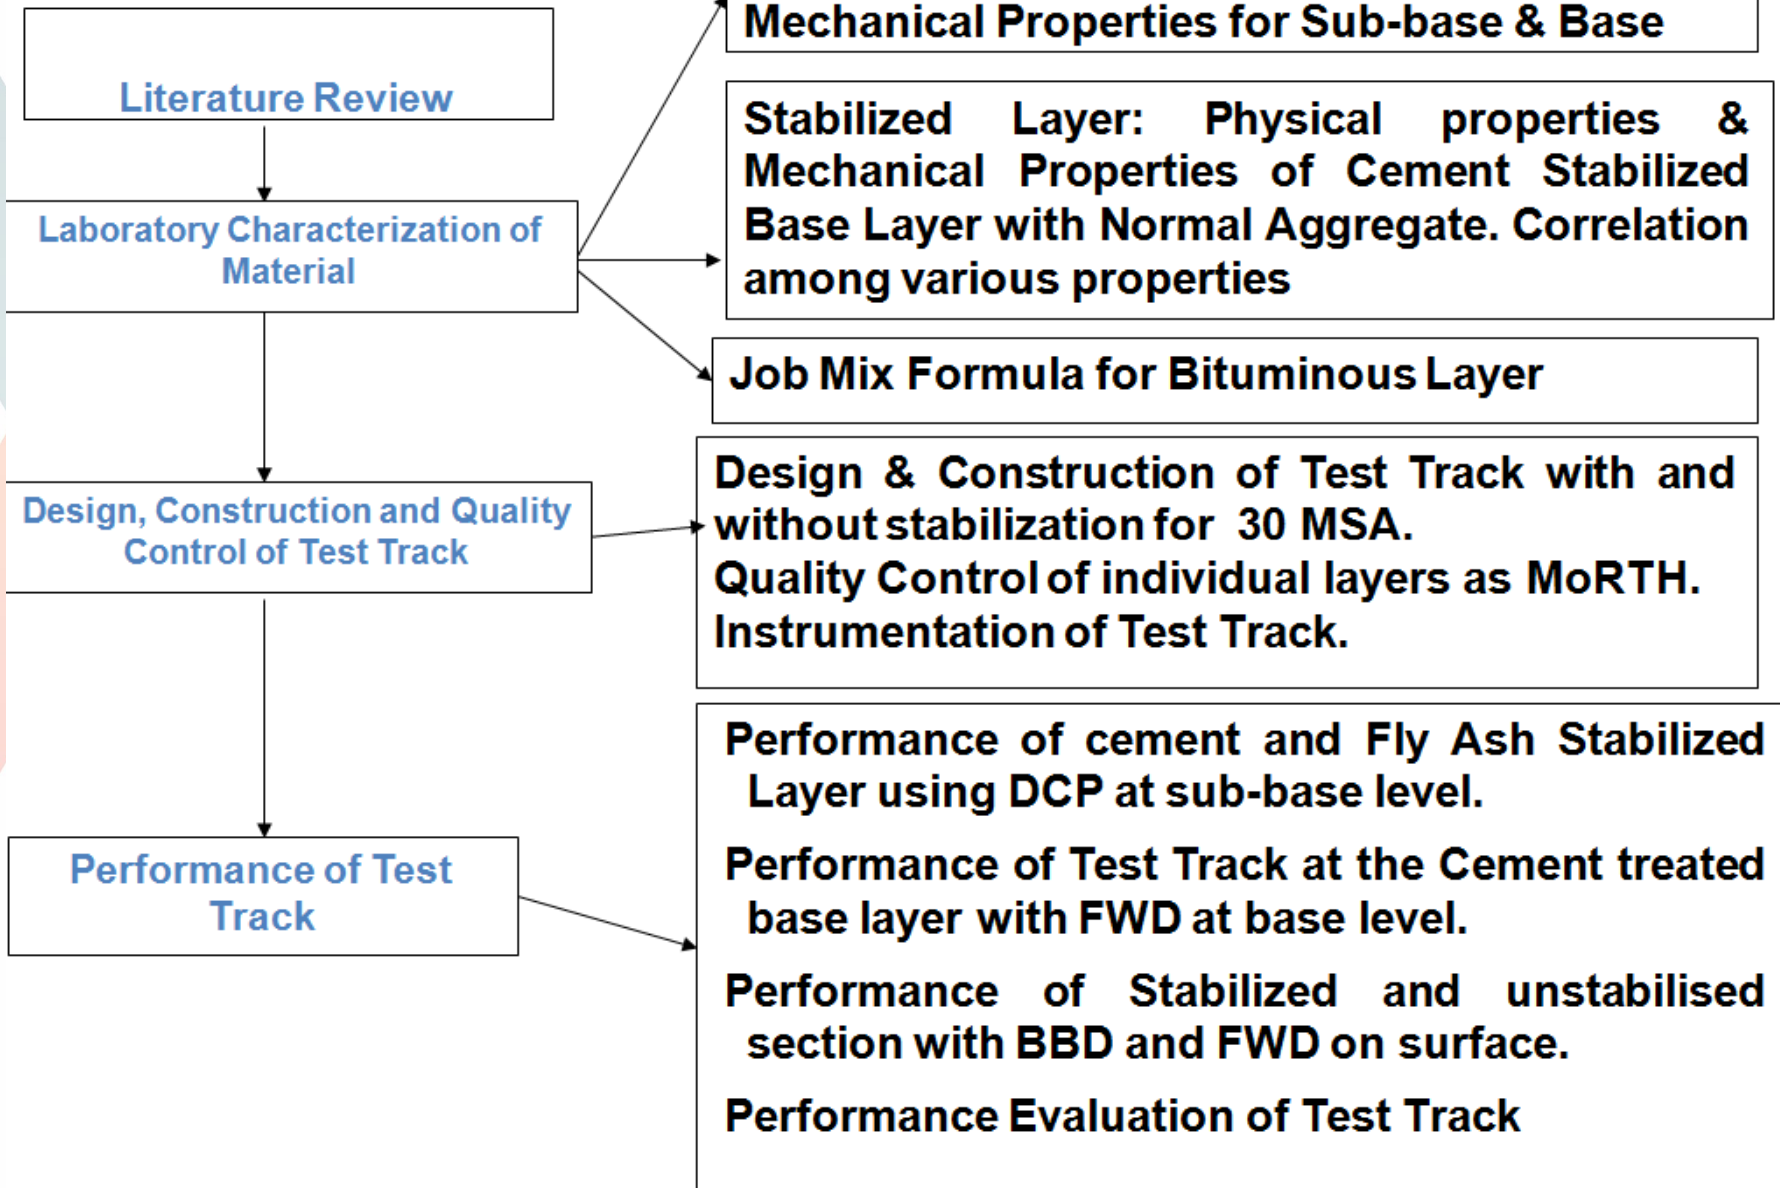 Literature Review
Laboratory Characterization of
Material
Design, Construction and Quality
Control of Test Track
Performance of Test
Track
Mechanical Properties for Sub-base & Base
Stabilized Layer: Physical properties &
Mechanical Properties of Cement Stabilized
Base Layer with Normal Aggregate. Correlation
among various properties
Job Mix Formula for Bituminous Layer
Design & Construction of Test Track with and
without stabilization for 30 MSA.
Quality Control of individual layers as MoRTH.
Instrumentation of Test Track.
Performance of cement and Fly Ash Stabilized
Layer using DCP at sub-base level.
Performance of Test Track at the Cement treated
base layer with FWD at base level.
Performance of Stabilized and unstabilised
section with BBD and FWD on surface.
Performance Evaluation of Test Track